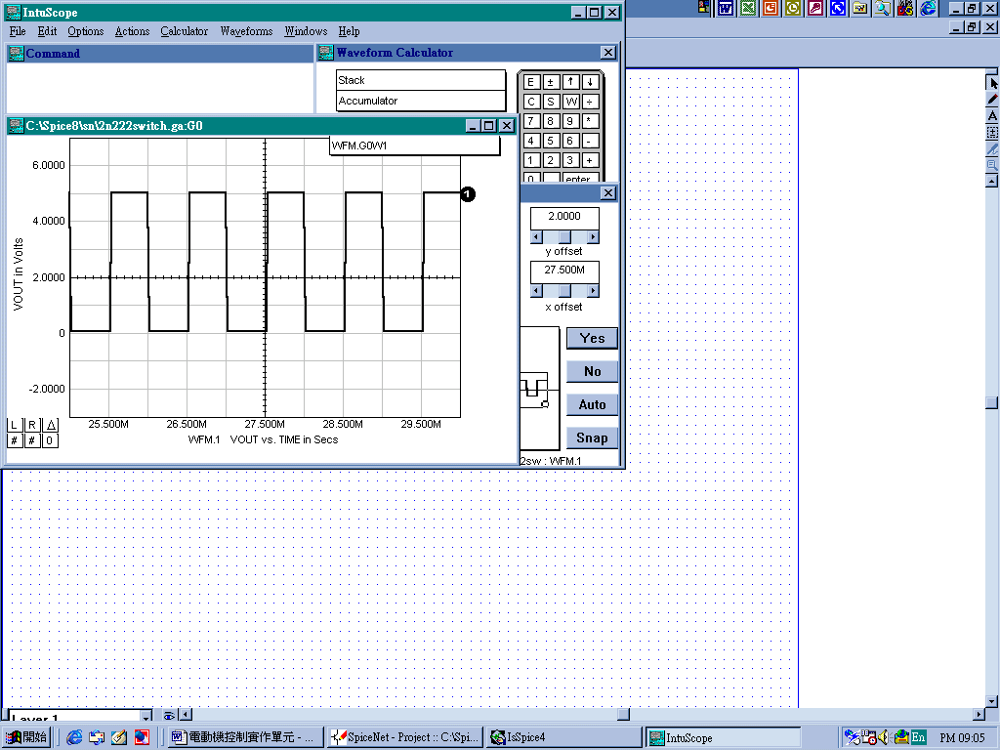 IntuScope
File Edit Options Actions Calculator Waveforms Windows Help
Command
Waveform Calculator
Stack
Accumulator
E ± ↑ ↓
C S W ÷
7 8 9 *
4 5 6 -
1 2 3 +
0 . enter
C:\Spice8\sn\2n222switch.ga:G0
WFM.G0W1
6.0000
4.0000
2.0000
0
-2.0000
VOUT in Volts
1
25.500M 26.500M 27.500M 28.500M 29.500M
WFM.1 VOUT vs. TIME in Secs
L R △
# # 0
2.0000
y offset
27.500M
x offset
Yes
No
Auto
Snap
2sw : WFM.1
Layer 1
開始
電動機控制實作單元 - ...
SpiceNet - Project :: C:\Spi...
IsSpice4
IntuScope
En
PM 09:05